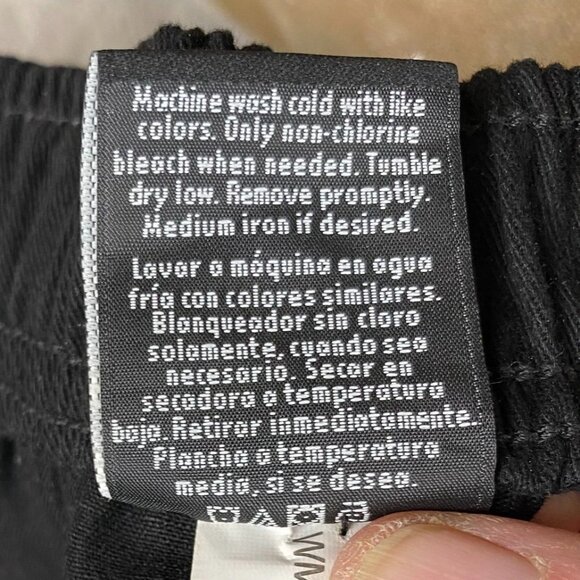 Machine wash cold with like
colors. Only non-chlorine
bleach when needed. Tumble
dry low. Remove promptly.
Medium iron if desired.
Lavar a máquina en agua
fría con colores similares.
Blanqueador sin cloro
solamente, cuando sea
necesario. Secar en
secadora a temperatura
baja. Retirar inmediatamente.
Plancha a temperatura
media, si se desea.
WM